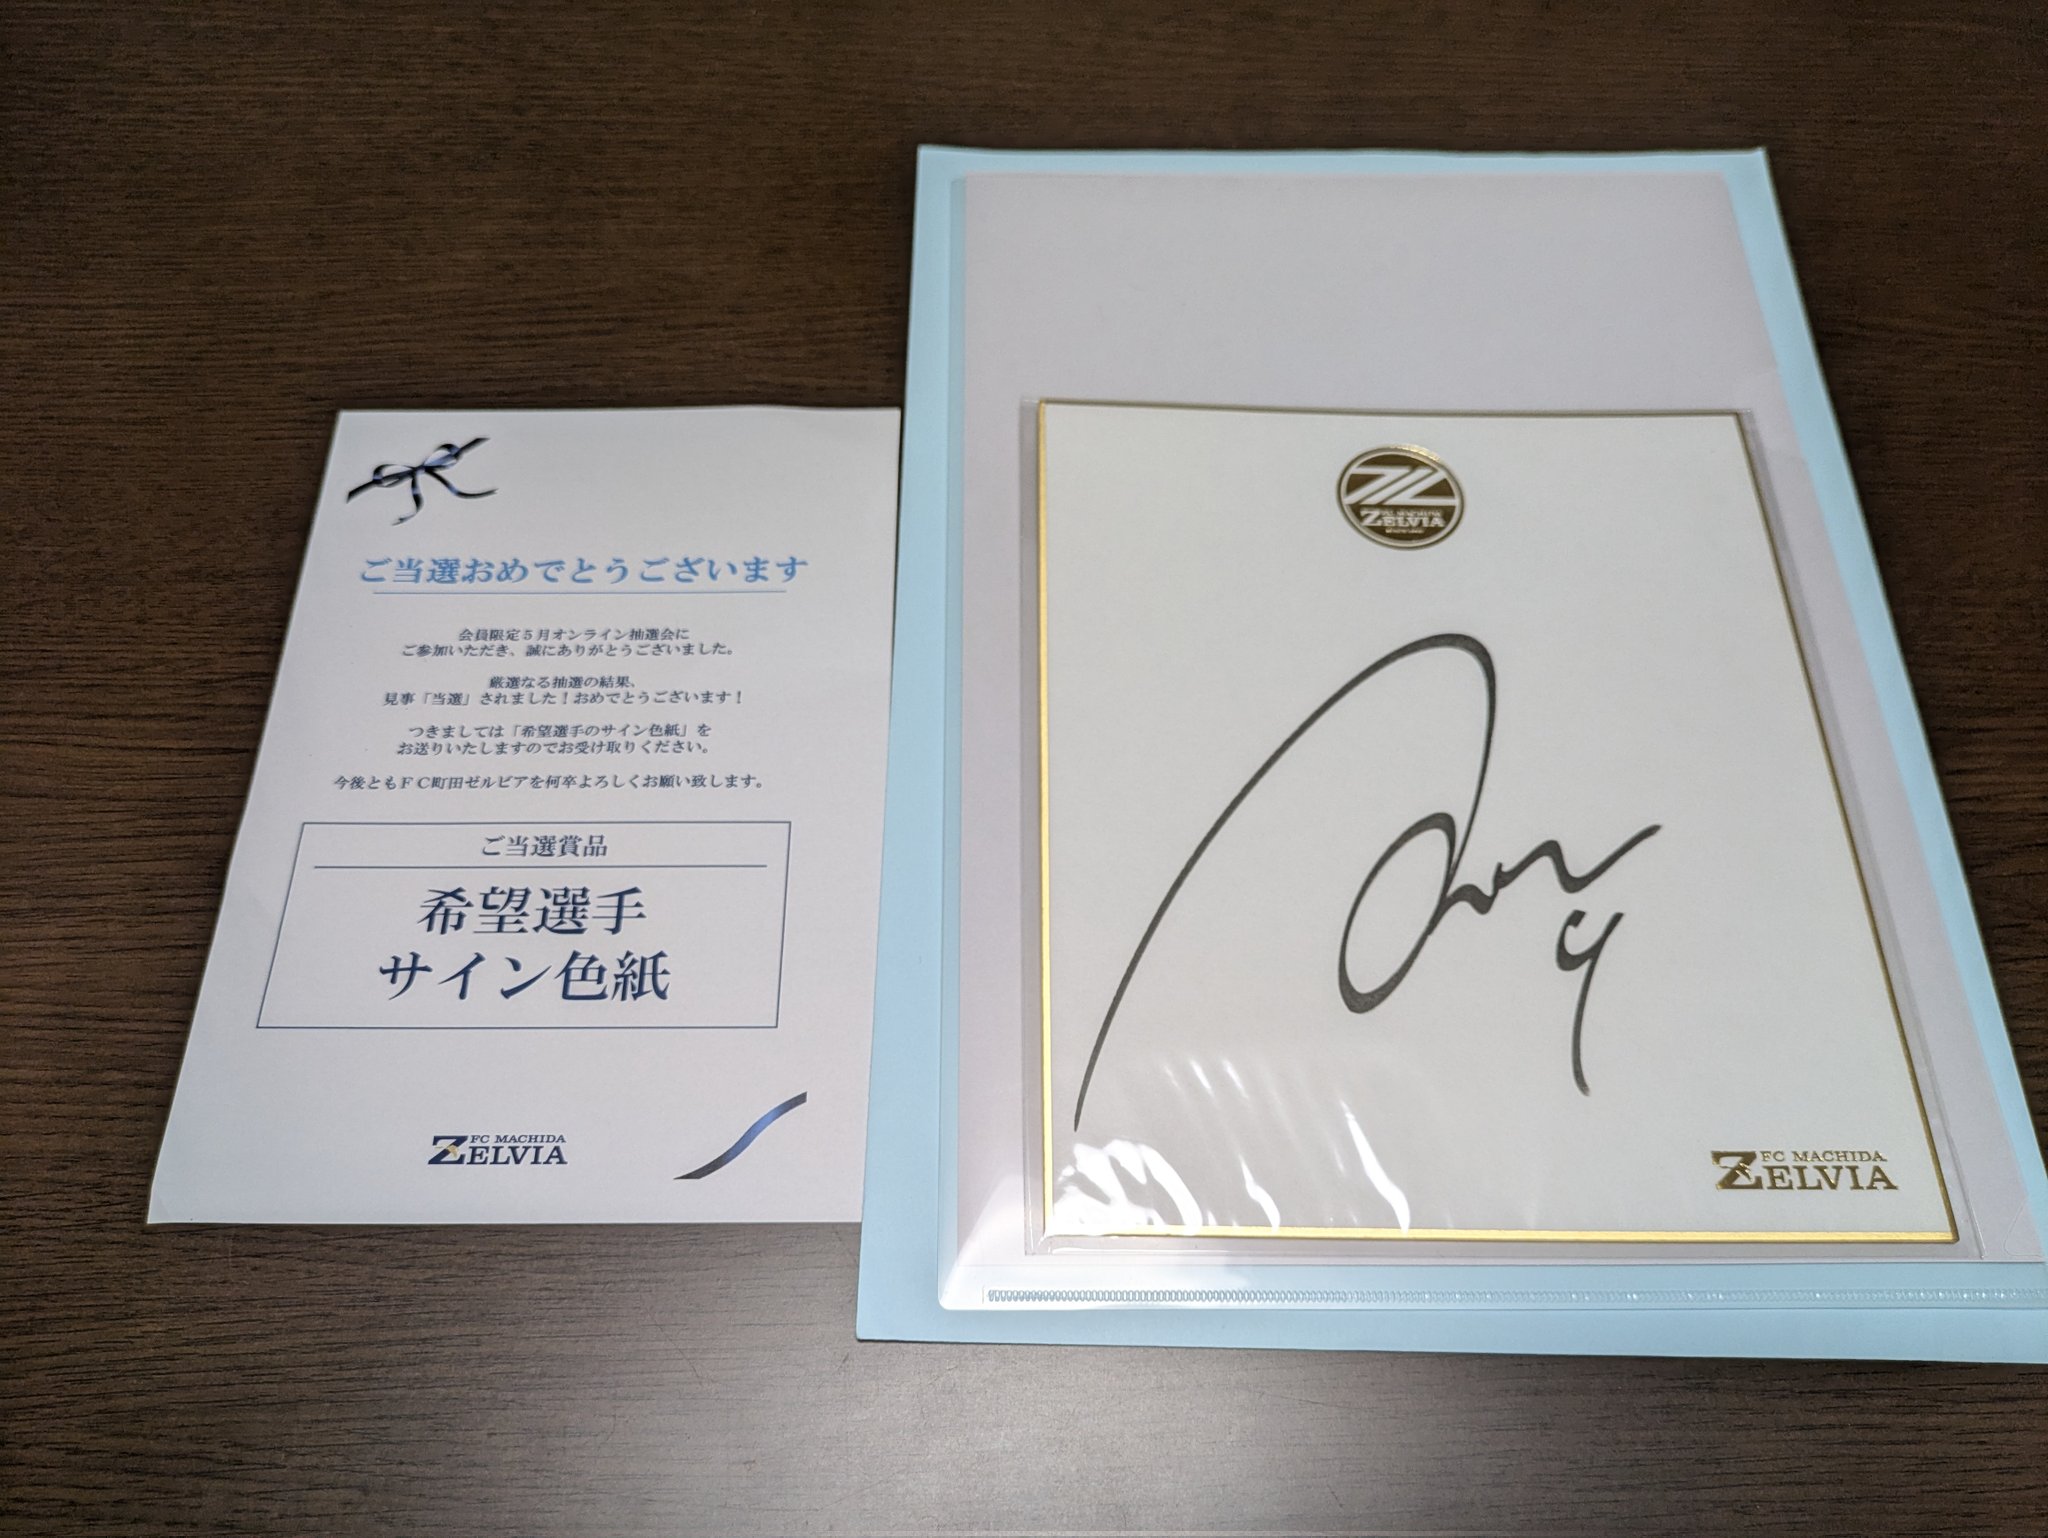 ご当選おめでとうございます
会員限定５月オンライン抽選会に
ご参加いただき、誠にありがとうございました。
厳選なる抽選の結果、
見事「当選」されました！おめでとうございます！
つきましては「希望選手のサイン色紙」を
お送りいたしますのでお受け取りください。
今後ともＦＣ町田ゼルビアを何卒よろしくお願い致します。
ご当選賞品
希望選手
サイン色紙
FC MACHIDA
ZELVIA
FC MACHIDA
ZELVIA
4
FC MACHIDA
ZELVIA